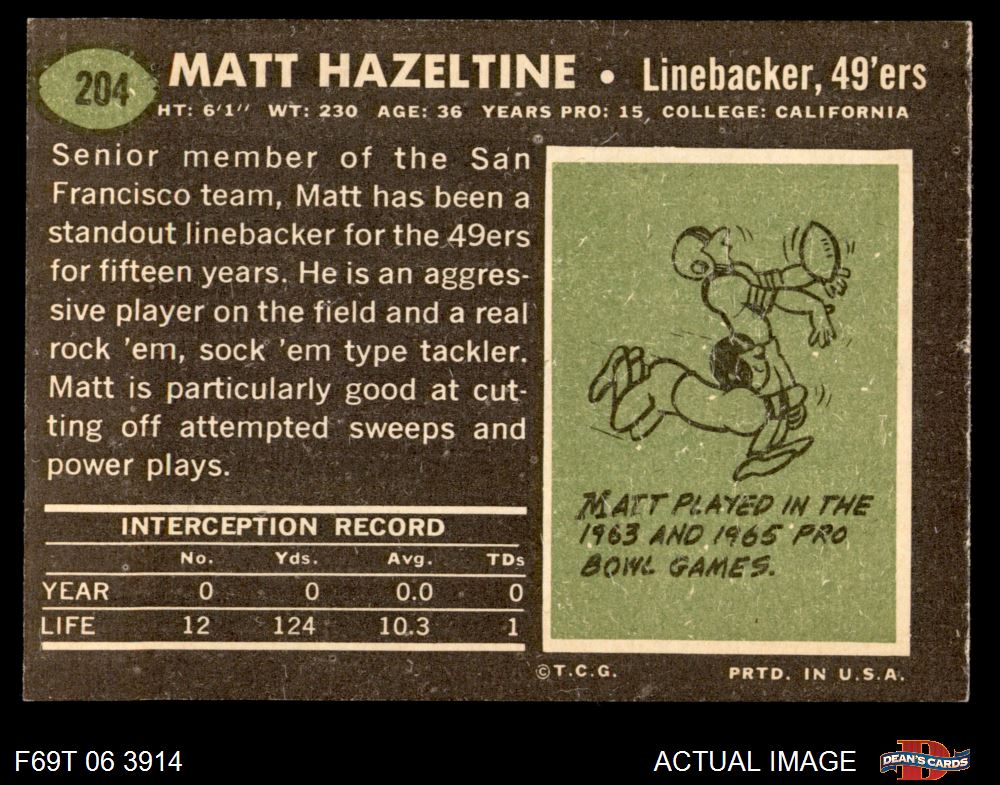 204
MATT HAZELTINE • Linebacker, 49'ers
HT: 6'1'' WT: 230 AGE: 36 YEARS PRO: 15, COLLEGE: CALIFORNIA
Senior member of the San
Francisco team, Matt has been a
standout linebacker for the 49ers
for fifteen years. He is an aggres-
sive player on the field and a real
rock 'em, sock 'em type tackler.
Matt is particularly good at cut-
ting off attempted sweeps and
power plays.
INTERCEPTION RECORD
No. Yds. Avg. TDs
YEAR 0 0 0.0 0
LIFE 12 124 10.3 1
MATT PLAYED IN THE
1963 AND 1965 PRO
BOWL GAMES.
©T.C.G. PRTD. IN U.S.A.
F69T 06 3914 ACTUAL IMAGE
D
DEAN'S CARDS